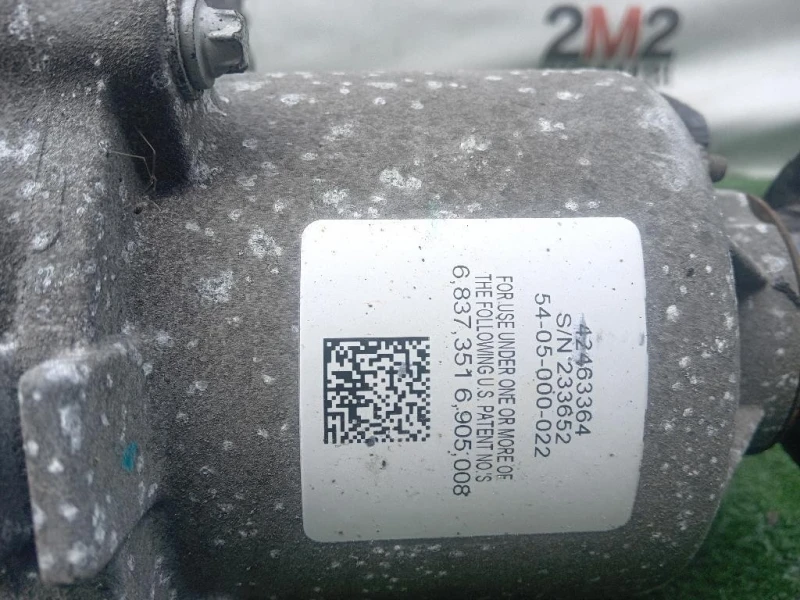 2M2
42463364
S/N 233652
54-05-000-022
FOR USE UNDER ONE OR MORE OF
THE FOLLOWING U.S. PATENT NO.'S
6,837,351 6,905,008